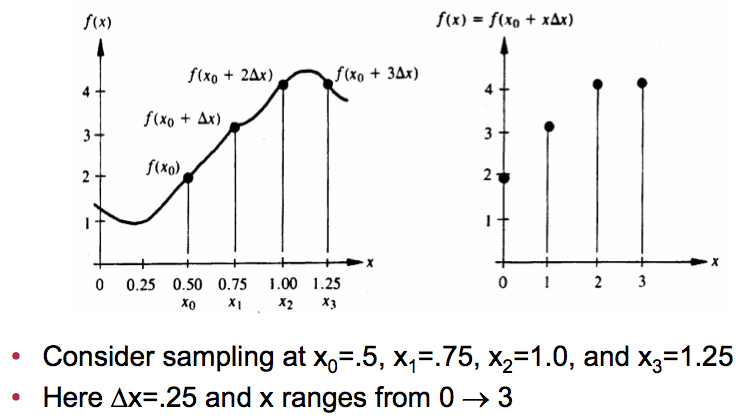 f(x)
f(x) = f(x₀ + xΔx)
f(x₀ + 2Δx)
f(x₀ + 3Δx)
4
4
f(x₀ + Δx)
3
3
f(x₀)
2
2
1
1
x
x
0 0.25 0.50 0.75 1.00 1.25
0 1 2 3
x₀ x₁ x₂ x₃
• Consider sampling at x₀=.5, x₁=.75, x₂=1.0, and x₃=1.25
• Here Δx=.25 and x ranges from 0 → 3